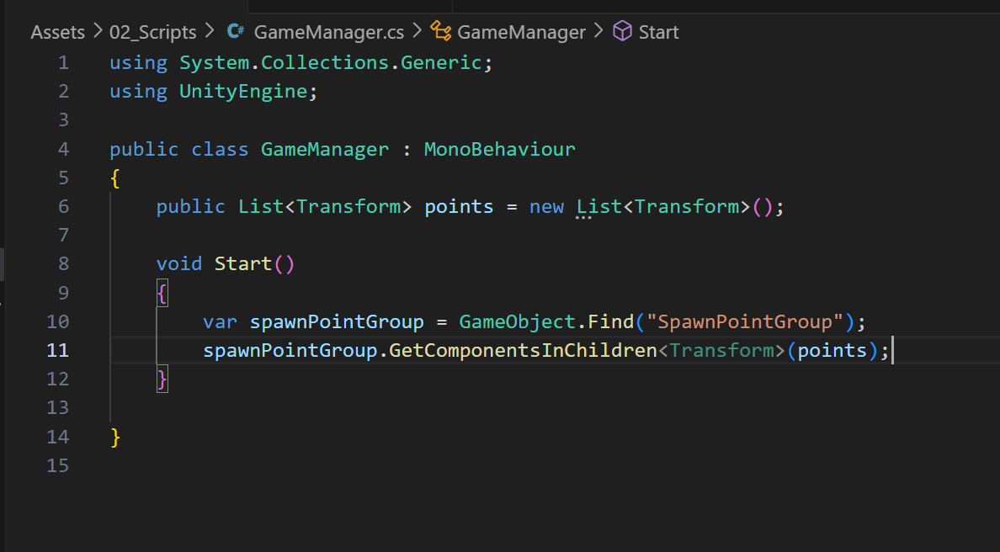 Assets > 02_Scripts > C# GameManager.cs > GameManager > Start
1 using System.Collections.Generic;
2 using UnityEngine;
3
4 public class GameManager : MonoBehaviour
5 {
6     public List<Transform> points = new List<Transform>();
7
8     void Start()
9     {
10         var spawnPointGroup = GameObject.Find("SpawnPointGroup");
11         spawnPointGroup.GetComponentsInChildren<Transform>(points);
12     }
13
14 }
15